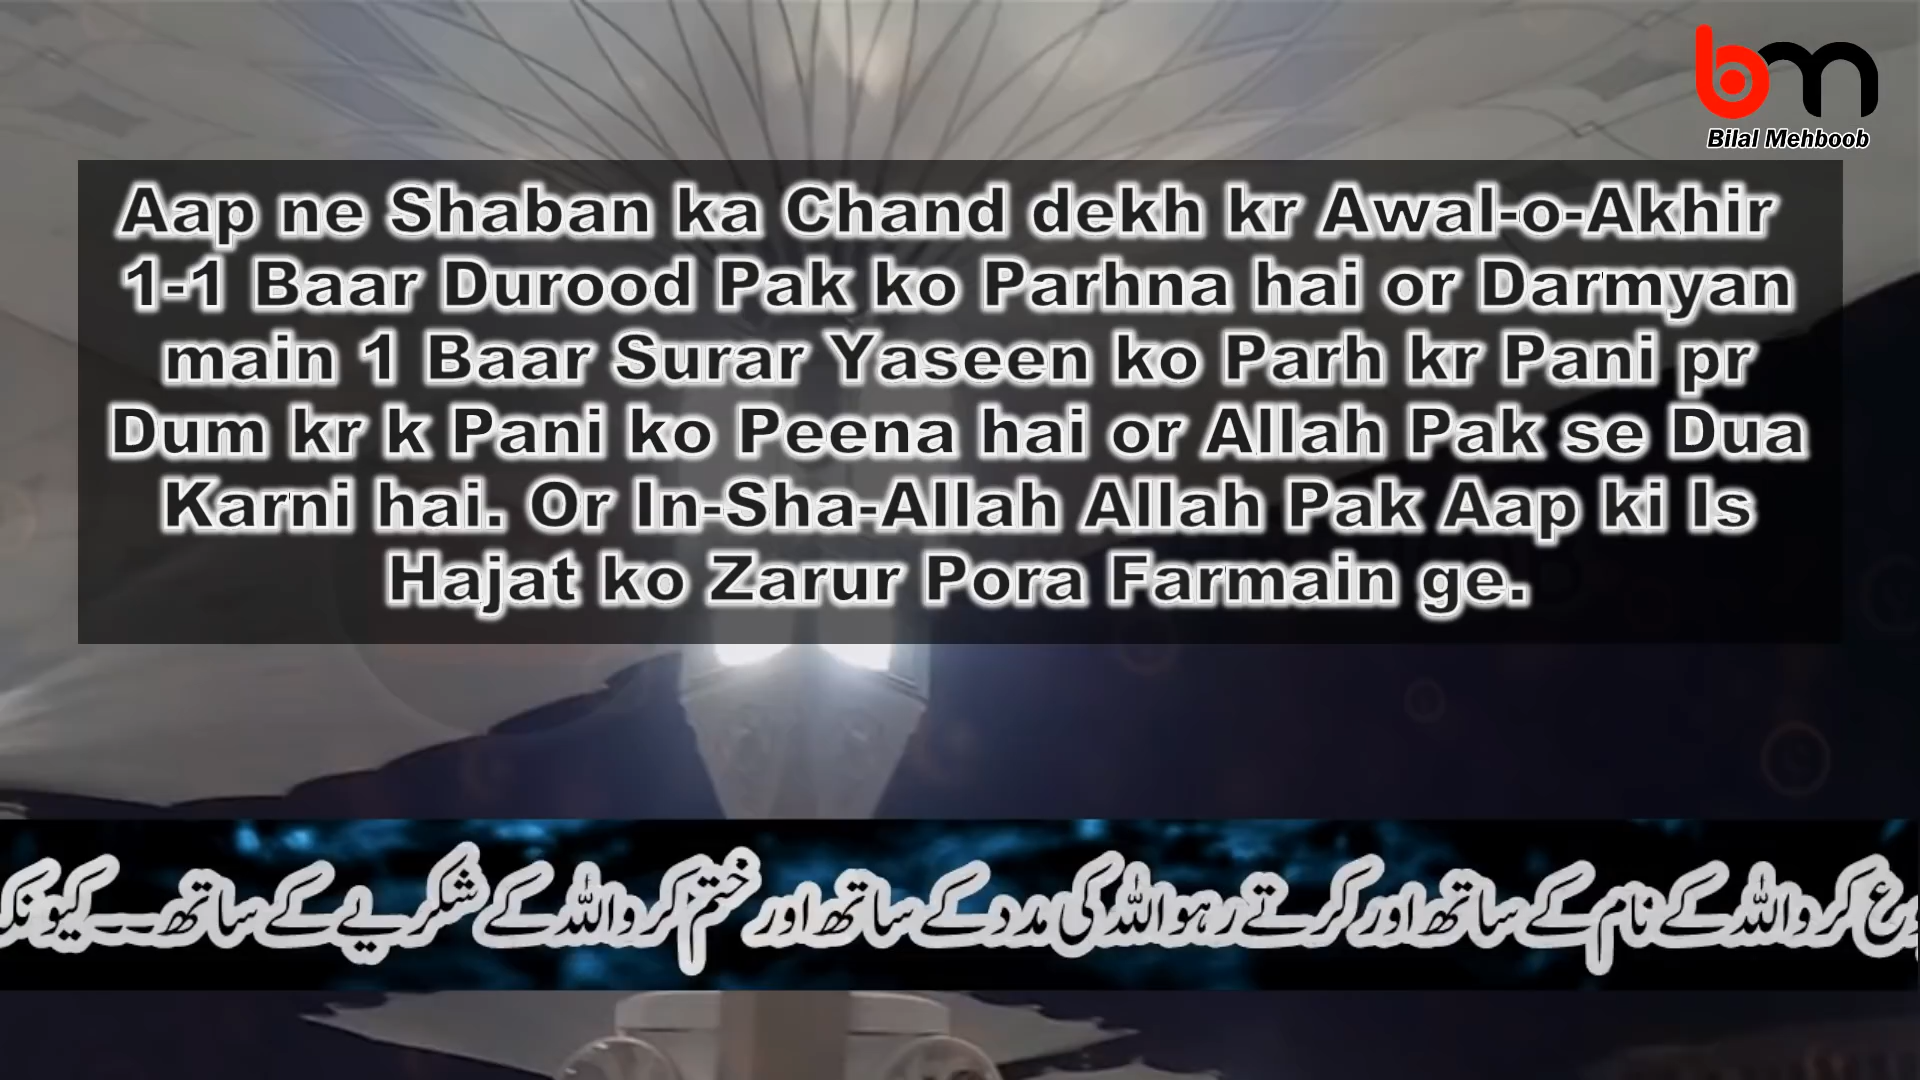 bm
Bilal Mehboob
Aap ne Shaban ka Chand dekh kr Awal-o-Akhir
1-1 Baar Durood Pak ko Parhna hai or Darmyan
main 1 Baar Surar Yaseen ko Parh kr Pani pr
Dum kr k Pani ko Peena hai or Allah Pak se Dua
Karni hai. Or In-Sha-Allah Allah Pak Aap ki Is
Hajat ko Zarur Pora Farmain ge.
کرو اللہ کے نام کے ساتھ اور کرتے رہو اللہ کی مدد کے ساتھ اور ختم کرو اللہ کے شکریے کے ساتھ۔۔